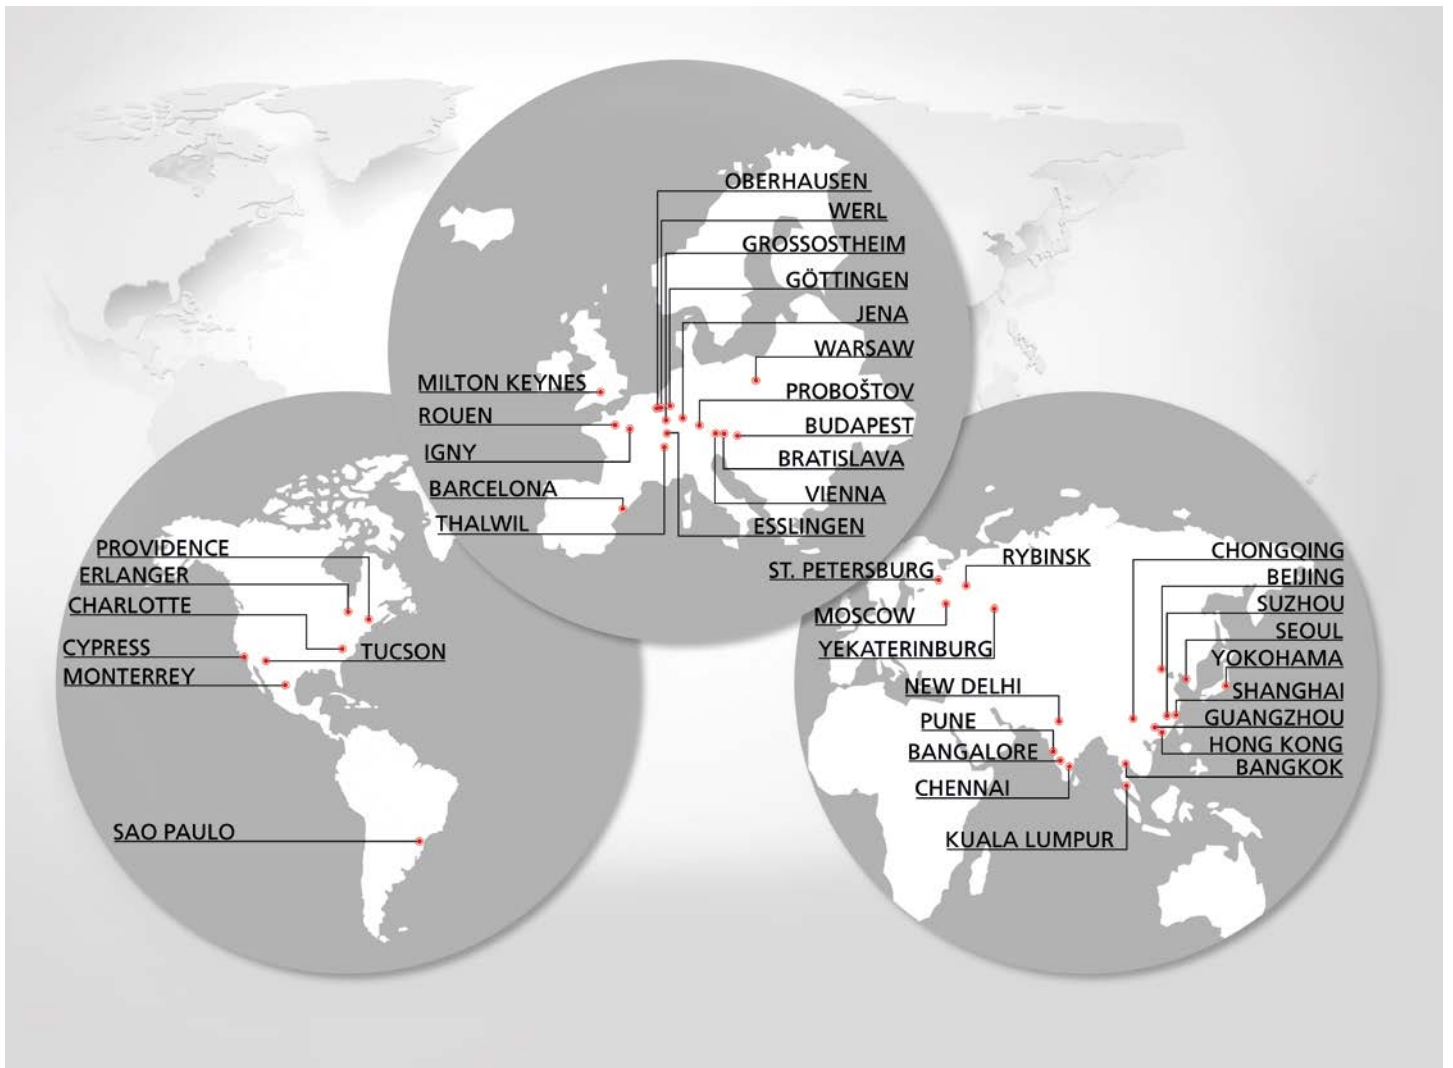 OBERHAUSEN
WERL
GROSSOSTHEIM
GÖTTINGEN
JENA
WARSAW
PROBOŠTOV
BUDAPEST
BRATISLAVA
VIENNA
ESSLINGEN
MILTON KEYNES
ROUEN
IGNY
BARCELONA
THALWIL
PROVIDENCE
ERLANGER
CHARLOTTE
CYPRESS
TUCSON
MONTERREY
SAO PAULO
ST. PETERSBURG
RYBINSK
MOSCOW
YEKATERINBURG
NEW DELHI
PUNE
BANGALORE
CHENNAI
KUALA LUMPUR
CHONGQING
BEIJING
SUZHOU
SEOUL
YOKOHAMA
SHANGHAI
GUANGZHOU
HONG KONG
BANGKOK